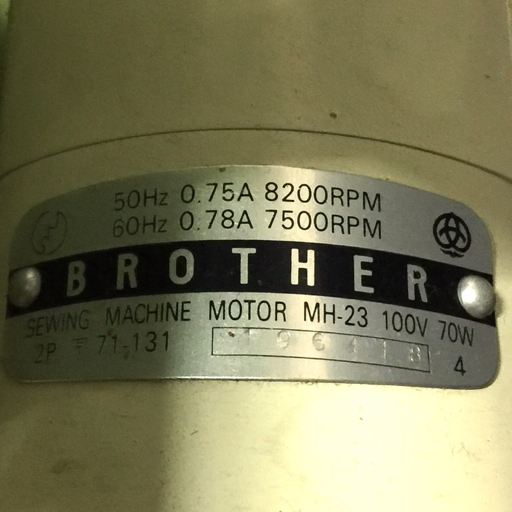 50Hz 0.75A 8200RPM
60Hz 0.78A 7500RPM
BROTHER
SEWING MACHINE MOTOR MH-23 100V 70W
2P 〒71-131
4